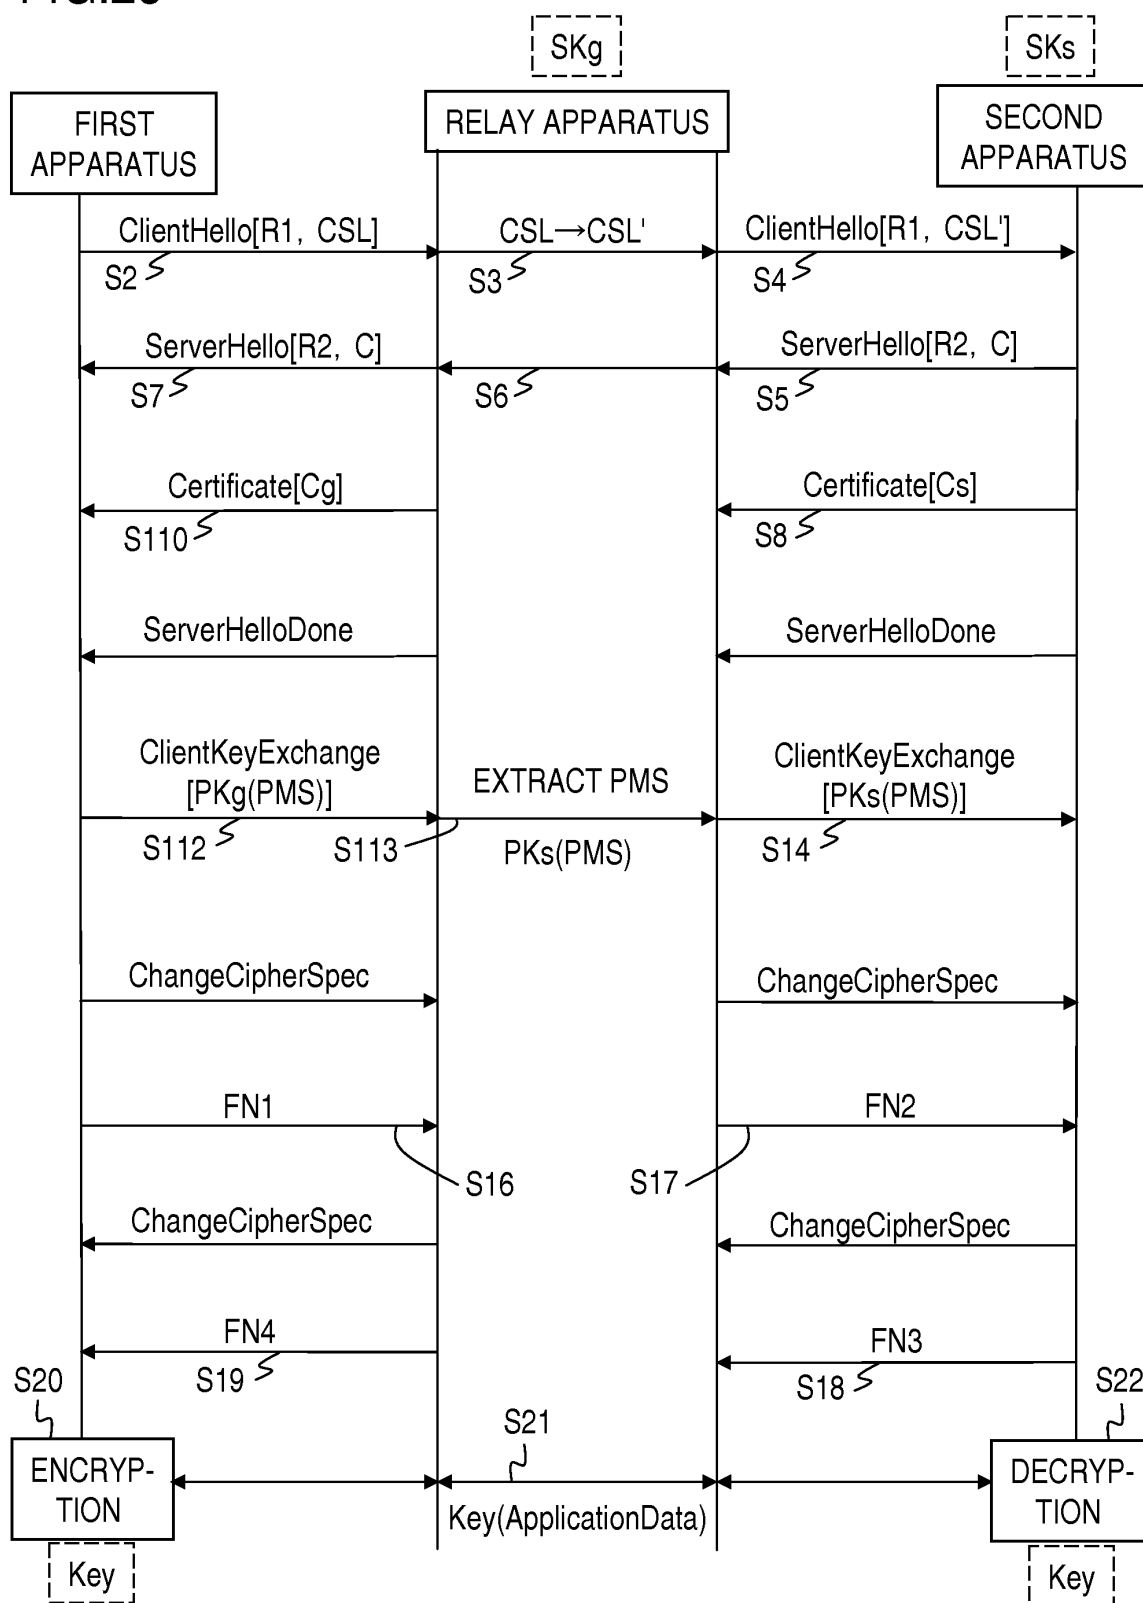 SKg
SKs
FIRST
APPARATUS
RELAY APPARATUS
SECOND
APPARATUS
ClientHello[R1, CSL]
CSL→CSL'
ClientHello[R1, CSL']
S2
S3
S4
ServerHello[R2, C]
ServerHello[R2, C]
S7
S6
S5
Certificate[Cg]
Certificate[Cs]
S110
S8
ServerHelloDone
ServerHelloDone
ClientKeyExchange
[PKg(PMS)]
EXTRACT PMS
ClientKeyExchange
[PKs(PMS)]
S112
S113
PKs(PMS)
S14
ChangeCipherSpec
ChangeCipherSpec
FN1
FN2
S16
S17
ChangeCipherSpec
ChangeCipherSpec
FN4
FN3
S19
S18
S20
S21
S22
ENCRYP-
TION
Key(ApplicationData)
DECRYP-
TION
Key
Key